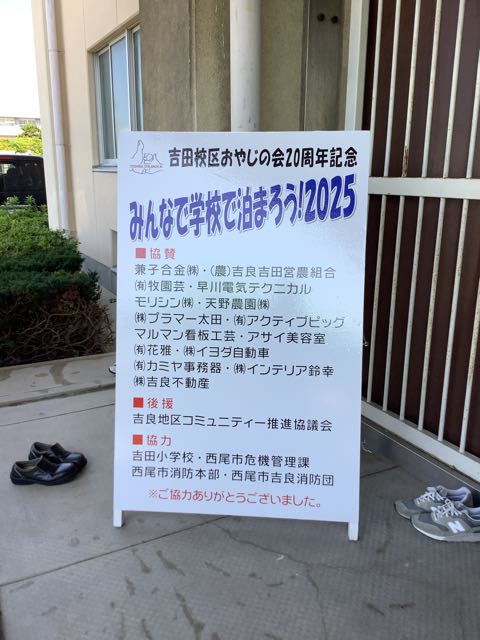 吉田校区おやじの会20周年記念
みんなで学校で泊まろう!2025
■協賛
兼子合金㈱・(農)吉良吉田営農組合
㈲牧園芸・早川電気テクニカル
モリシン㈱・天野農園㈱
㈱プラマー太田・㈲アクティブピッグ
マルマン看板工芸・アサイ美容室
㈲花雅・㈱イヨダ自動車
㈲カミヤ事務器・㈱インテリア鈴幸
㈱吉良不動産
■後援
吉良地区コミュニティー推進協議会
■協力
吉田小学校・西尾市危機管理課
西尾市消防本部・西尾市吉良消防団
※ご協力ありがとうございました。